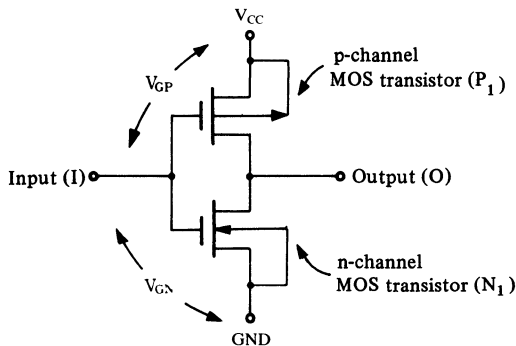 V_CC
p-channel
MOS transistor (P_1)
V_GP
Input (I)
Output (O)
n-channel
MOS transistor (N_1)
V_GN
GND